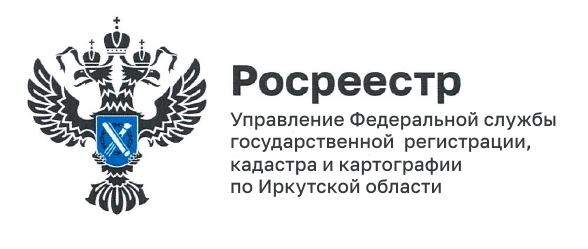 Росреестр
Управление Федеральной службы
государственной регистрации,
кадастра и картографии
по Иркутской области